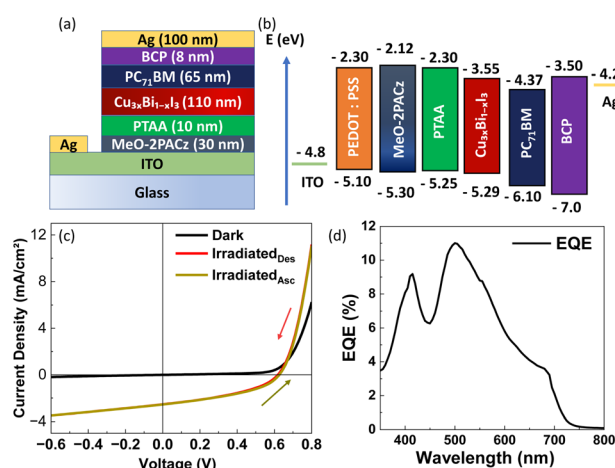 (a)
Ag (100 nm)
BCP (8 nm)
PC71BM (65 nm)
Cu3xBi1-xI3 (110 nm)
PTAA (10 nm)
Ag
MeO-2PACz (30 nm)
ITO
Glass
(b)
E (eV)
- 2.30
- 2.12
- 2.30
- 3.55
- 4.37
- 3.50
- 4.2
Ag
- 4.8
ITO
PEDOT : PSS
MeO-2PACz
PTAA
Cu3xBi1-xI3
PC71BM
BCP
- 5.10
- 5.30
- 5.25
- 5.29
- 6.10
- 7.0
(c)
Dark
IrradiatedDes
IrradiatedAsc
Current Density (mA/cm²)
12
8
4
0
−4
−0.6
−0.4
−0.2
0.0
0.2
0.4
0.6
0.8
Voltage (V)
(d)
EQE
EQE (%)
12
10
8
6
4
2
0
400
500
600
700
800
Wavelength (nm)